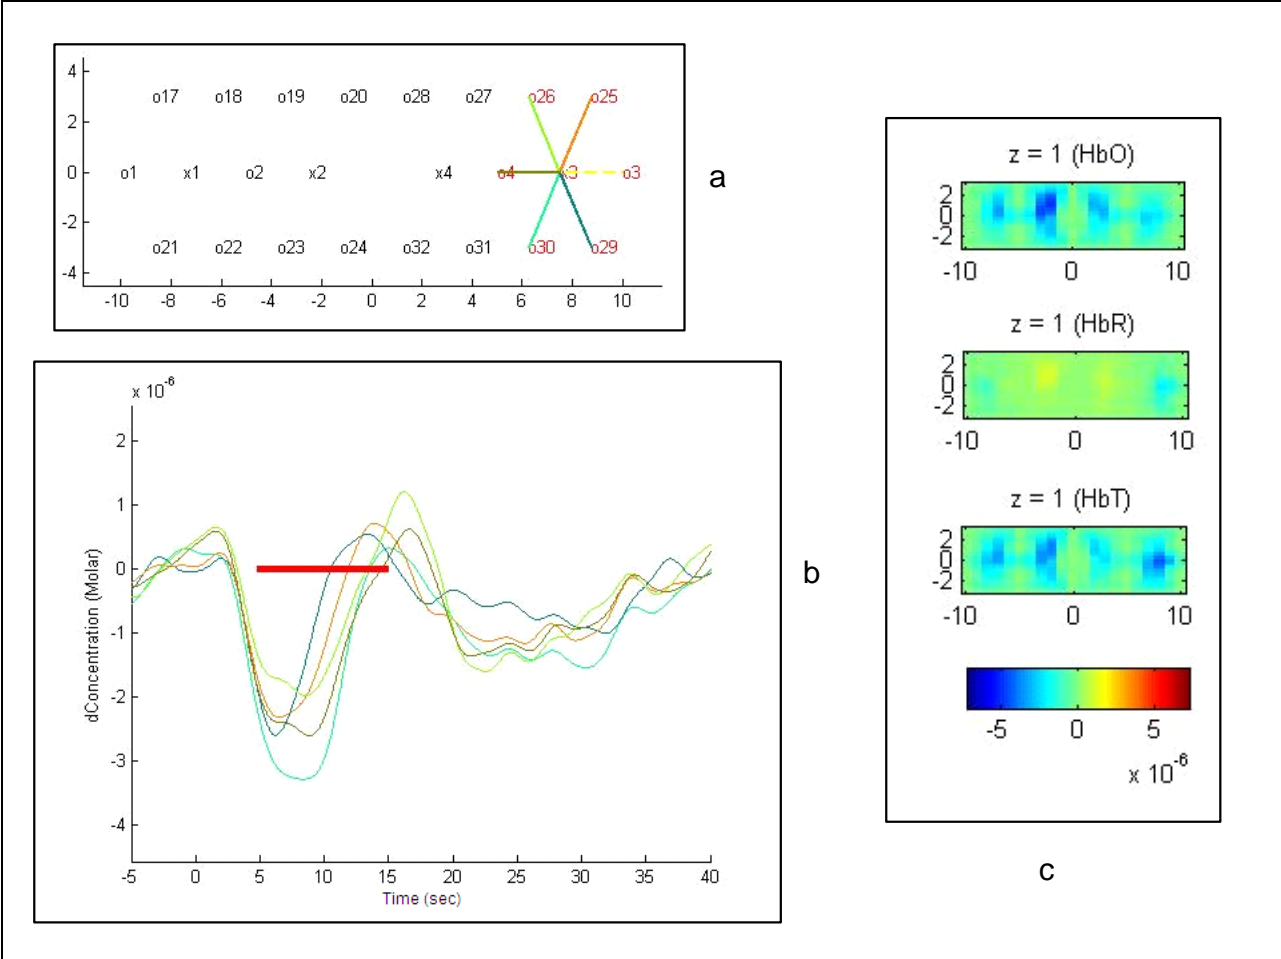 4
o17 o18 o19 o20 o28 o27 o26 o25
2
0 o1 x1 o2 x2 x4 o4 x3 o3
-2
o21 o22 o23 o24 o32 o31 o30 o29
-4
-10 -8 -6 -4 -2 0 2 4 6 8 10
a
x 10-6
2
1
0
-1
-2
-3
-4
dConcentration (Molar)
-5 0 5 10 15 20 25 30 35 40
Time (sec)
b
z = 1 (HbO)
2
0
-2
-10 0 10
z = 1 (HbR)
2
0
-2
-10 0 10
z = 1 (HbT)
2
0
-2
-10 0 10
-5 0 5
x 10-6
c